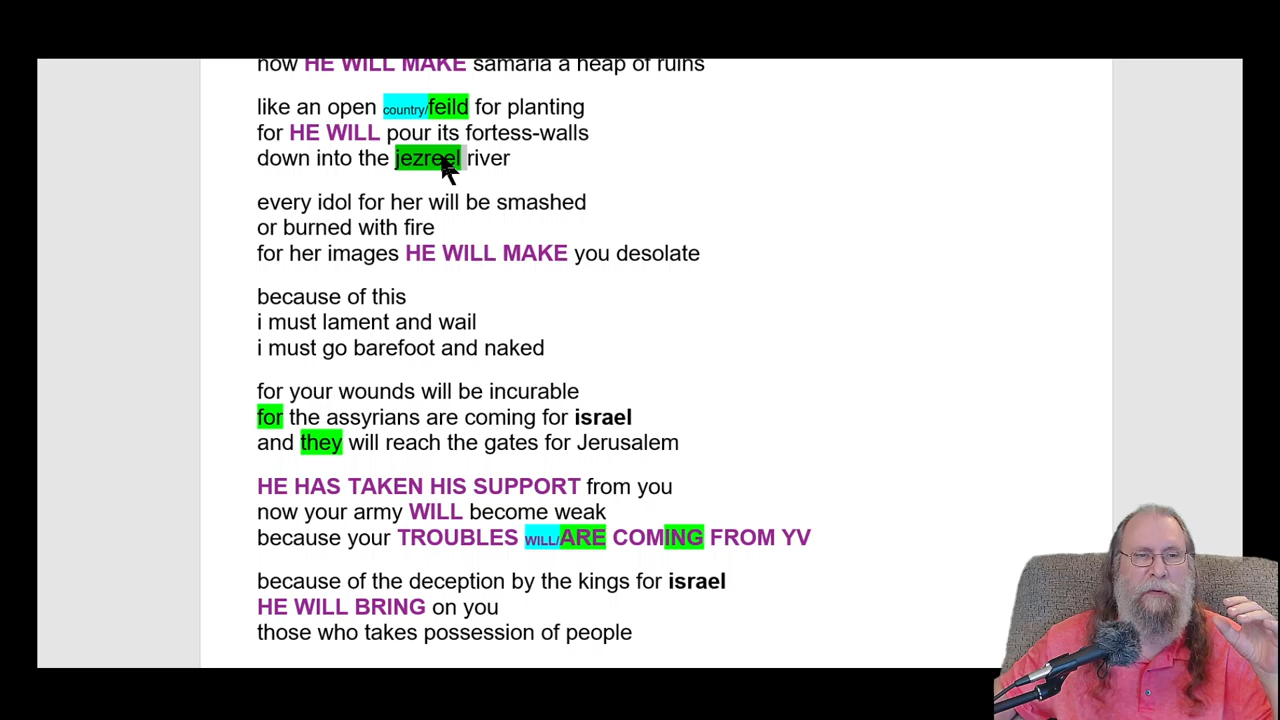 now HE WILL MAKE samaria a heap of ruins
like an open country/feild for planting
for HE WILL pour its fortess-walls
down into the jezreel river
every idol for her will be smashed
or burned with fire
for her images HE WILL MAKE you desolate
because of this
i must lament and wail
i must go barefoot and naked
for your wounds will be incurable
for the assyrians are coming for israel
and they will reach the gates for Jerusalem
HE HAS TAKEN HIS SUPPORT from you
now your army WILL become weak
because your TROUBLES WILL/ARE COMING FROM YV
because of the deception by the kings for israel
HE WILL BRING on you
those who takes possession of people